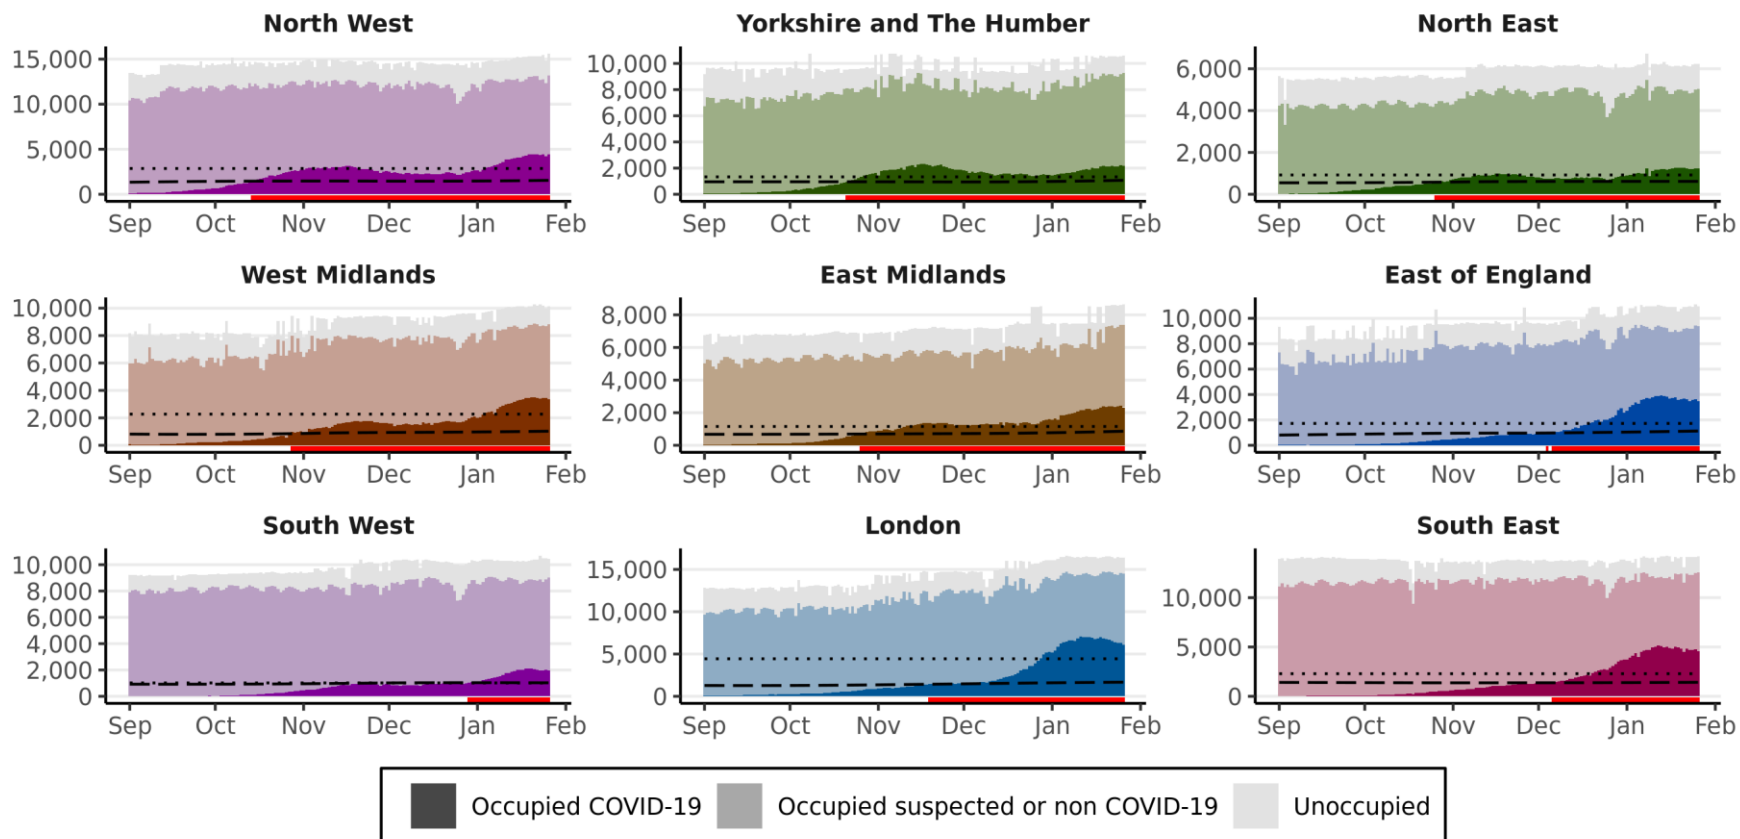 North West
Yorkshire and The Humber
North East
15,000
10,000
5,000
0
Sep Oct Nov Dec Jan Feb
10,000
8,000
6,000
4,000
2,000
0
Sep Oct Nov Dec Jan Feb
6,000
4,000
2,000
0
Sep Oct Nov Dec Jan Feb
West Midlands
East Midlands
East of England
10,000
8,000
6,000
4,000
2,000
0
Sep Oct Nov Dec Jan Feb
8,000
6,000
4,000
2,000
0
Sep Oct Nov Dec Jan Feb
10,000
8,000
6,000
4,000
2,000
0
Sep Oct Nov Dec Jan Feb
South West
London
South East
10,000
8,000
6,000
4,000
2,000
0
Sep Oct Nov Dec Jan Feb
15,000
10,000
5,000
0
Sep Oct Nov Dec Jan Feb
10,000
5,000
0
Sep Oct Nov Dec Jan Feb
Occupied COVID-19 Occupied suspected or non COVID-19 Unoccupied